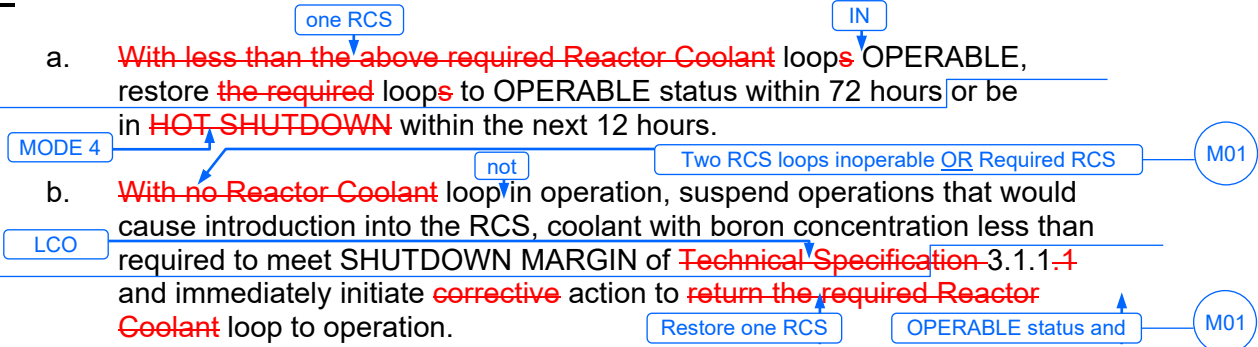 one RCS IN
a. With less than the above required Reactor Coolant loops OPERABLE,
restore the required loops to OPERABLE status within 72 hours or be
in HOT SHUTDOWN within the next 12 hours.
MODE 4
Two RCS loops inoperable OR Required RCS M01
not
b. With no Reactor Coolant loop in operation, suspend operations that would
cause introduction into the RCS, coolant with boron concentration less than
LCO
required to meet SHUTDOWN MARGIN of Technical Specification 3.1.1.1
and immediately initiate corrective action to return the required Reactor
Coolant loop to operation.
Restore one RCS OPERABLE status and M01